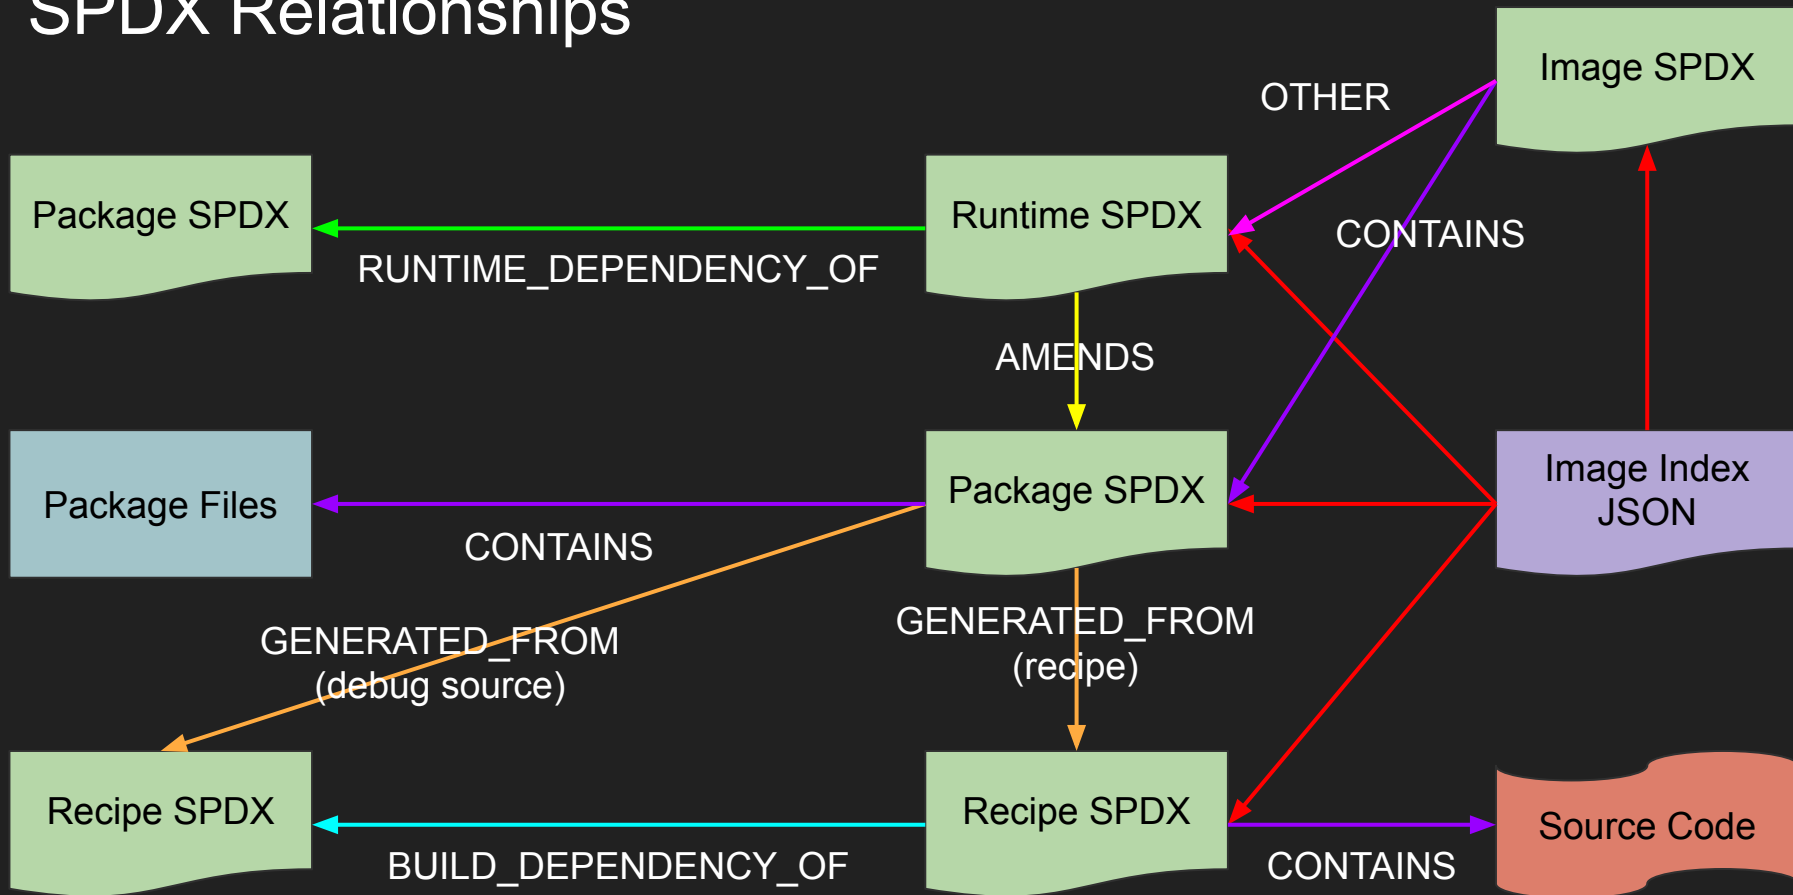 SPDX Relationships
Image SPDX
OTHER
Package SPDX
Runtime SPDX
CONTAINS
RUNTIME_DEPENDENCY_OF
AMENDS
Package Files
Package SPDX
Image Index
JSON
CONTAINS
GENERATED_FROM
(debug source)
GENERATED_FROM
(recipe)
Recipe SPDX
Recipe SPDX
Source Code
BUILD_DEPENDENCY_OF
CONTAINS